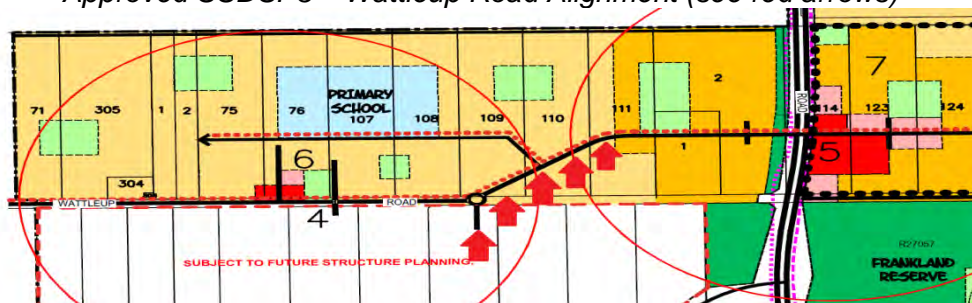 Approved SSDSP3 – Wattleup Road Alignment (see red arrows)
2
7
PRIMARY
SCHOOL
71
305
1
2
75
76
107
108
109
110
111
ROAD
114
123
124
6
1
5
304
WATTLEUP
ROAD
4
SUBJECT TO FUTURE STRUCTURE PLANNING.
R27057
FRANKLAND
RESERVE